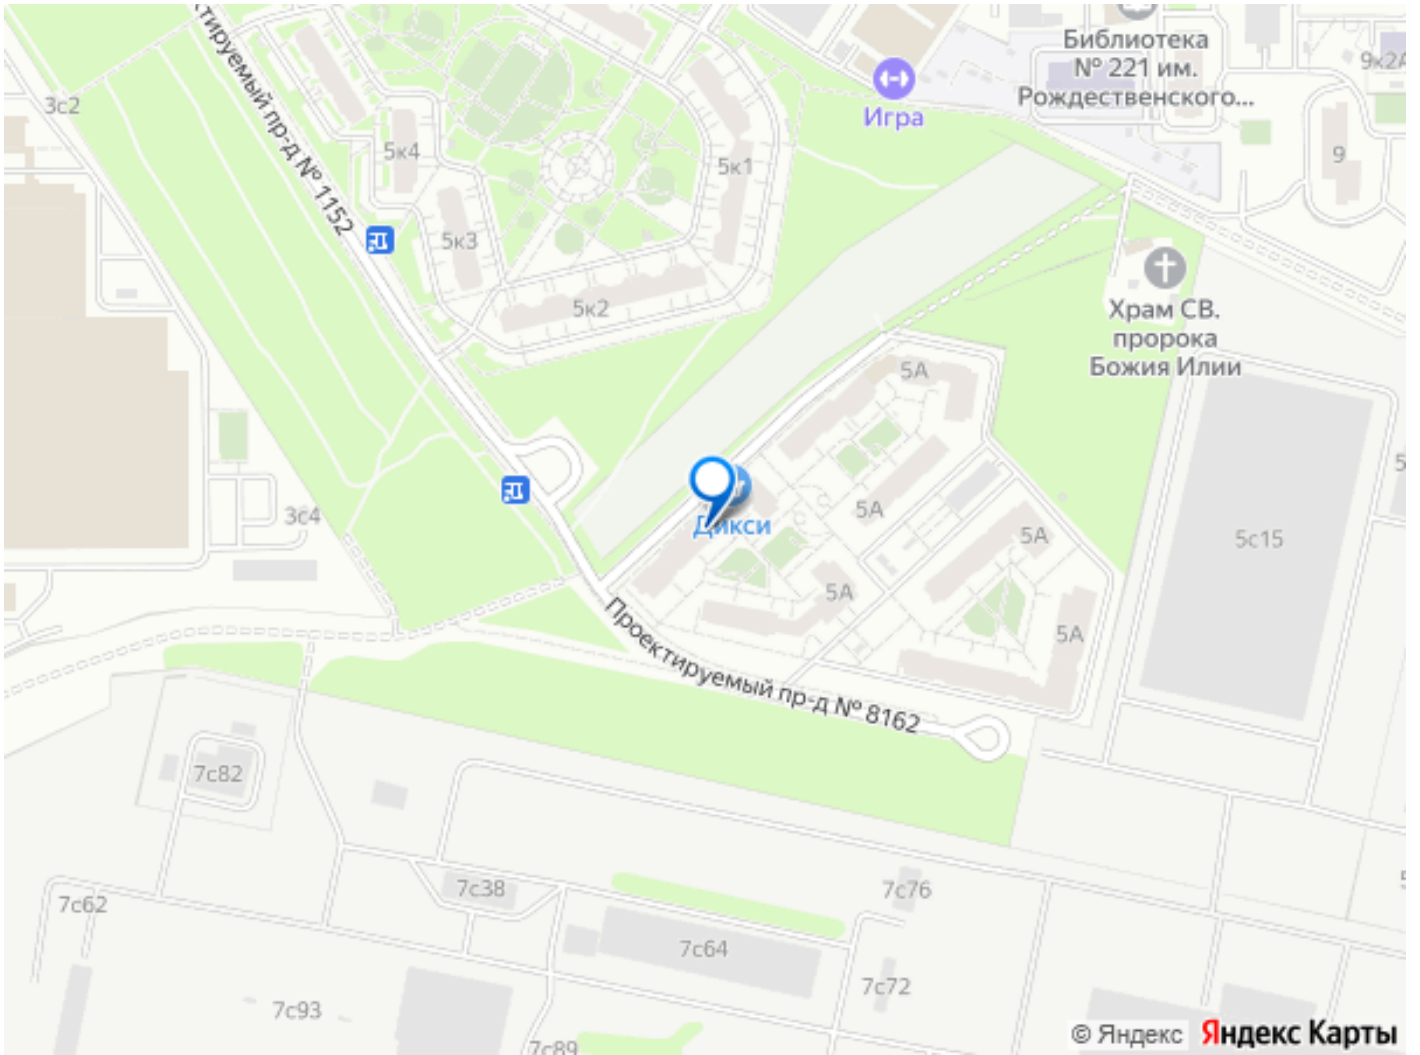 Библиотека
№ 221 им.
Рождественского...
9к2А
3с2
Игра
ктируемый пр-д № 1152
5к4
5к1
9
5к3
5к2
Храм СВ.
пророка
Божия Илии
5А
Дикси
5А
5А
5с15
3с4
5А
5А
Проектируемый пр-д № 8162
7с82
7с38
7с76
7с62
7с64
7с72
7с93
7с89
© Яндекс Яндекс Карты